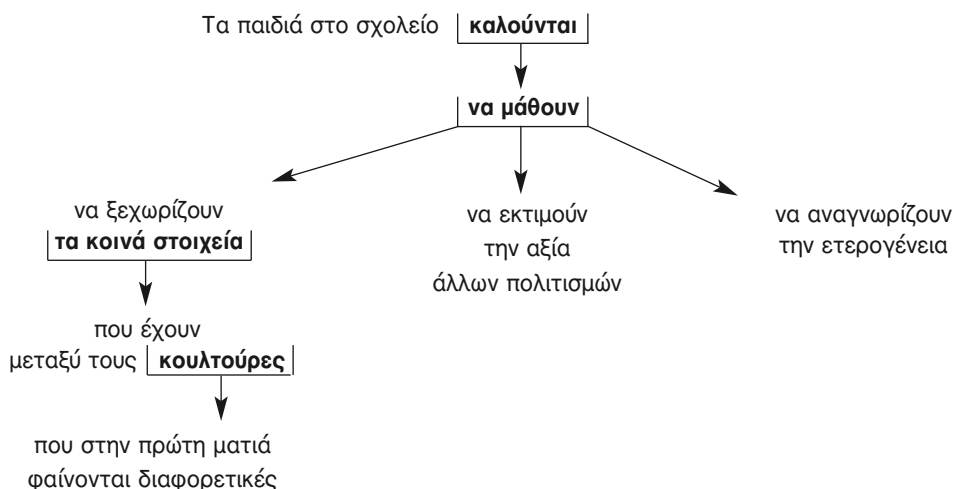 Τα παιδιά στο σχολείο καλούνται
να μάθουν
να ξεχωρίζουν
τα κοινά στοιχεία
να εκτιμούν
την αξία
άλλων πολιτισμών
να αναγνωρίζουν
την ετερογένεια
που έχουν
μεταξύ τους κουλτούρες
που στην πρώτη ματιά
φαίνονται διαφορετικές